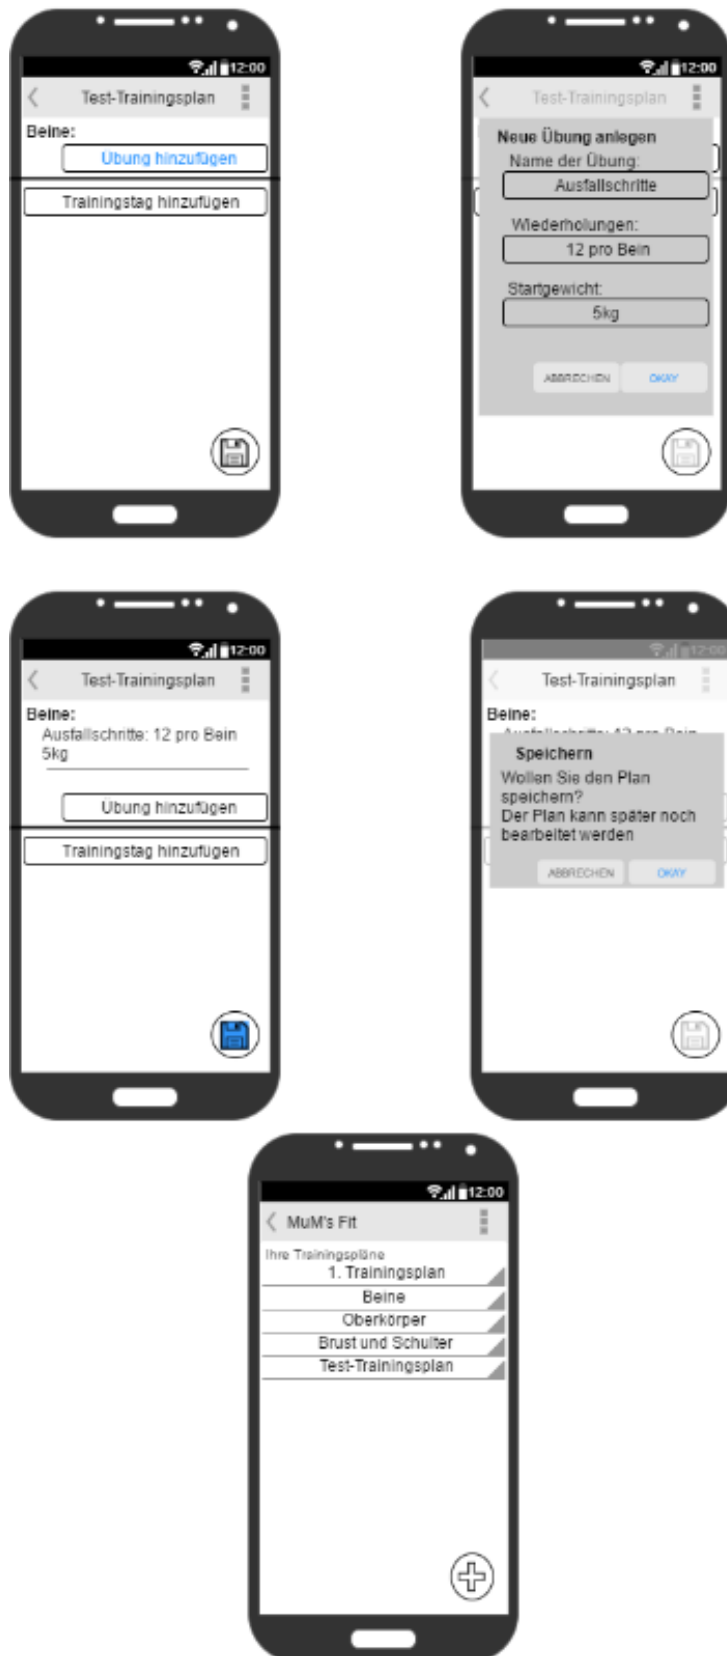 12:00
Test-Trainingsplan
Beine:
Übung hinzufügen
Trainingstag hinzufügen
12:00
Test-Trainingsplan
Neue Übung anlegen
Name der Übung:
Ausfallschritte
Wiederholungen:
12 pro Bein
Startgewicht:
5kg
ABBRECHEN OKAY
12:00
Test-Trainingsplan
Beine:
Ausfallschritte: 12 pro Bein
5kg
Übung hinzufügen
Trainingstag hinzufügen
12:00
Test-Trainingsplan
Beine:
Ausfallschritte: 12 pro Bein
Speichern
Wollen Sie den Plan
speichern?
Der Plan kann später noch
bearbeitet werden
ABBRECHEN OKAY
12:00
MuM's Fit
Ihre Trainingspläne
1. Trainingsplan
Beine
Oberkörper
Brust und Schulter
Test-Trainingsplan